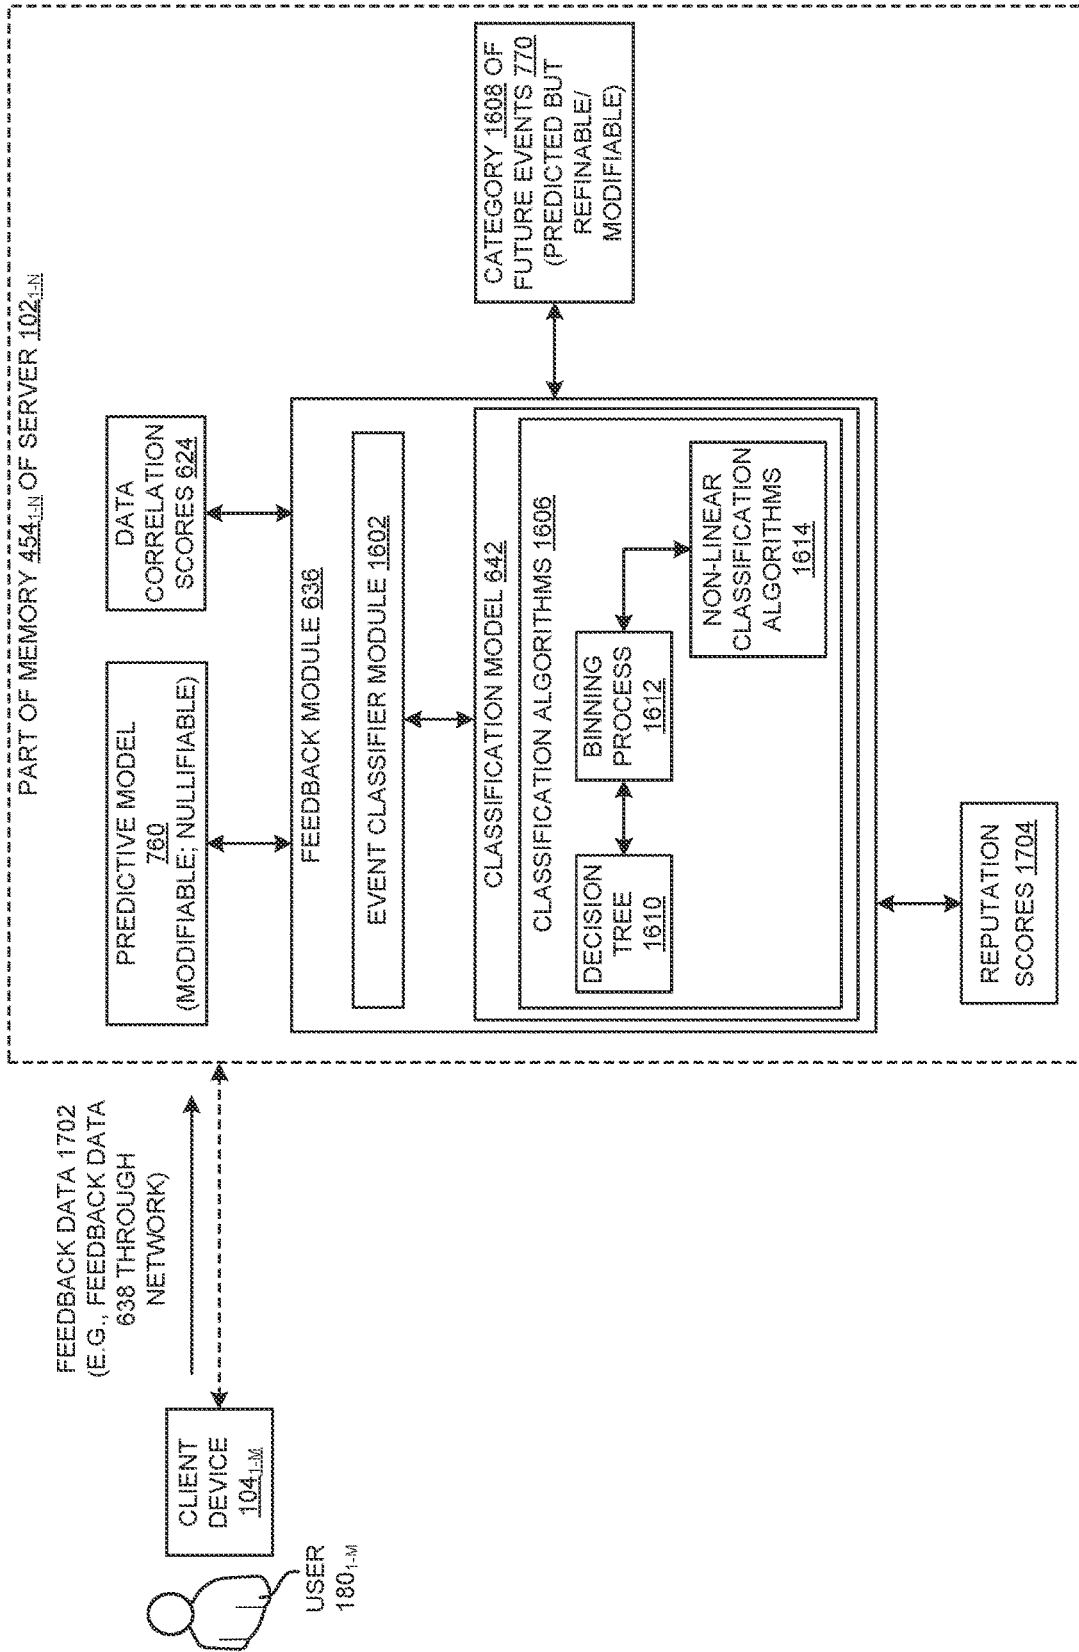 PART OF MEMORY 454₁₋ₙ OF SERVER 102₁₋ₙ
FEEDBACK DATA 1702
(E.G., FEEDBACK DATA
638 THROUGH
NETWORK)
CLIENT
DEVICE
104₁₋ₘ
USER
180₁₋ₘ
PREDICTIVE MODEL
760
(MODIFIABLE; NULLIFIABLE)
DATA
CORRELATION
SCORES 624
FEEDBACK MODULE 636
EVENT CLASSIFIER MODULE 1602
CLASSIFICATION MODEL 642
CLASSIFICATION ALGORITHMS 1606
DECISION
TREE
1610
BINNING
PROCESS
1612
NON-LINEAR
CLASSIFICATION
ALGORITHMS
1614
CATEGORY 1608 OF
FUTURE EVENTS 770
(PREDICTED BUT
REFINABLE/
MODIFIABLE)
REPUTATION
SCORES 1704